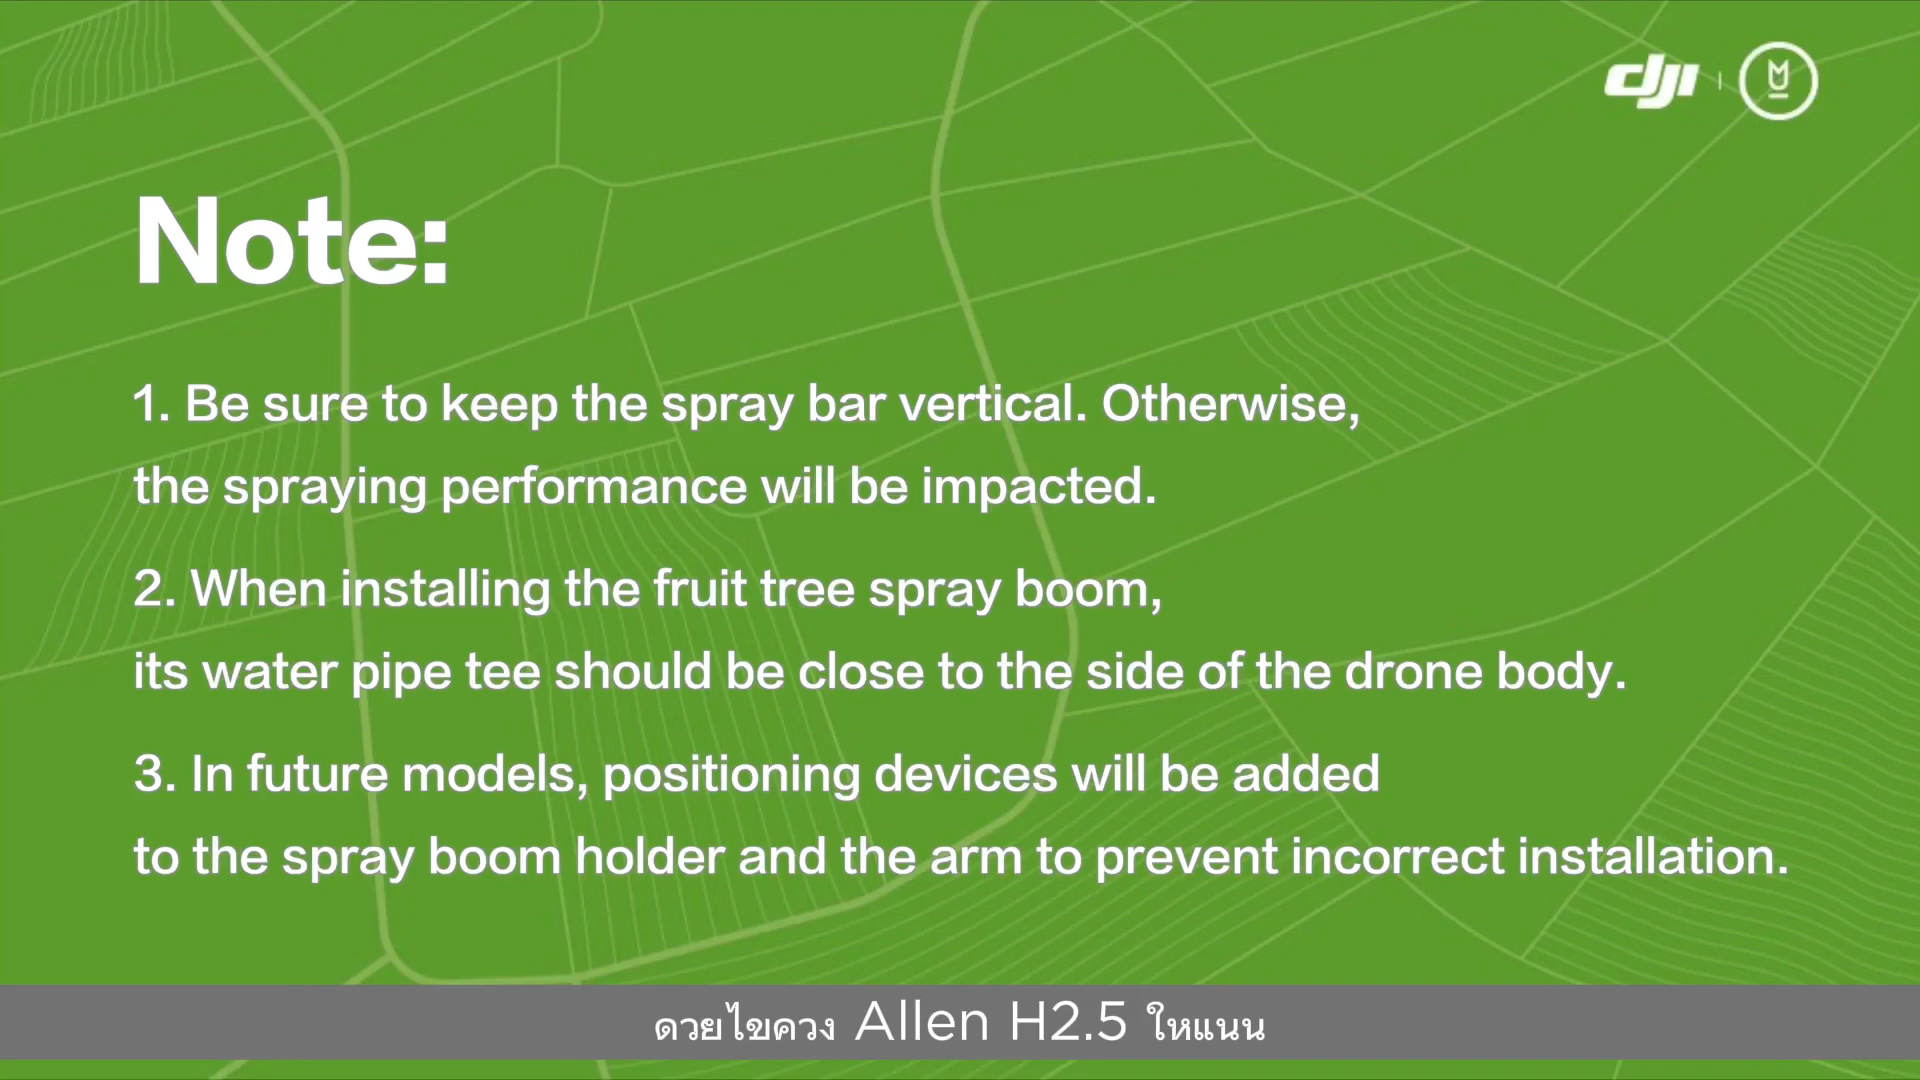 dji
Note:
1. Be sure to keep the spray bar vertical. Otherwise,
the spraying performance will be impacted.
2. When installing the fruit tree spray boom,
its water pipe tee should be close to the side of the drone body.
3. In future models, positioning devices will be added
to the spray boom holder and the arm to prevent incorrect installation.
ดวยไขควง Allen H2.5 ใหแนน